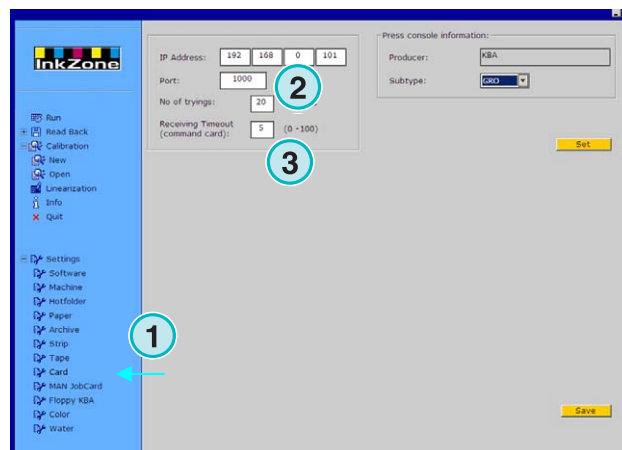 InkZone
Run
Read Back
Calibration
New
Open
Linearization
Info
Quit
Settings
Software
Machine
Hotfolder
Paper
Archive
Strip
Tape
Card
MAN JobCard
Floppy KBA
Color
Water
1
IP Address: 192 168 0 101
Port: 1000
2
No of tryings: 20
Receiving Timeout
(command card): 5 (0 -100)
3
Press console information:
Producer: KBA
Subtype: GRO
Set
Save